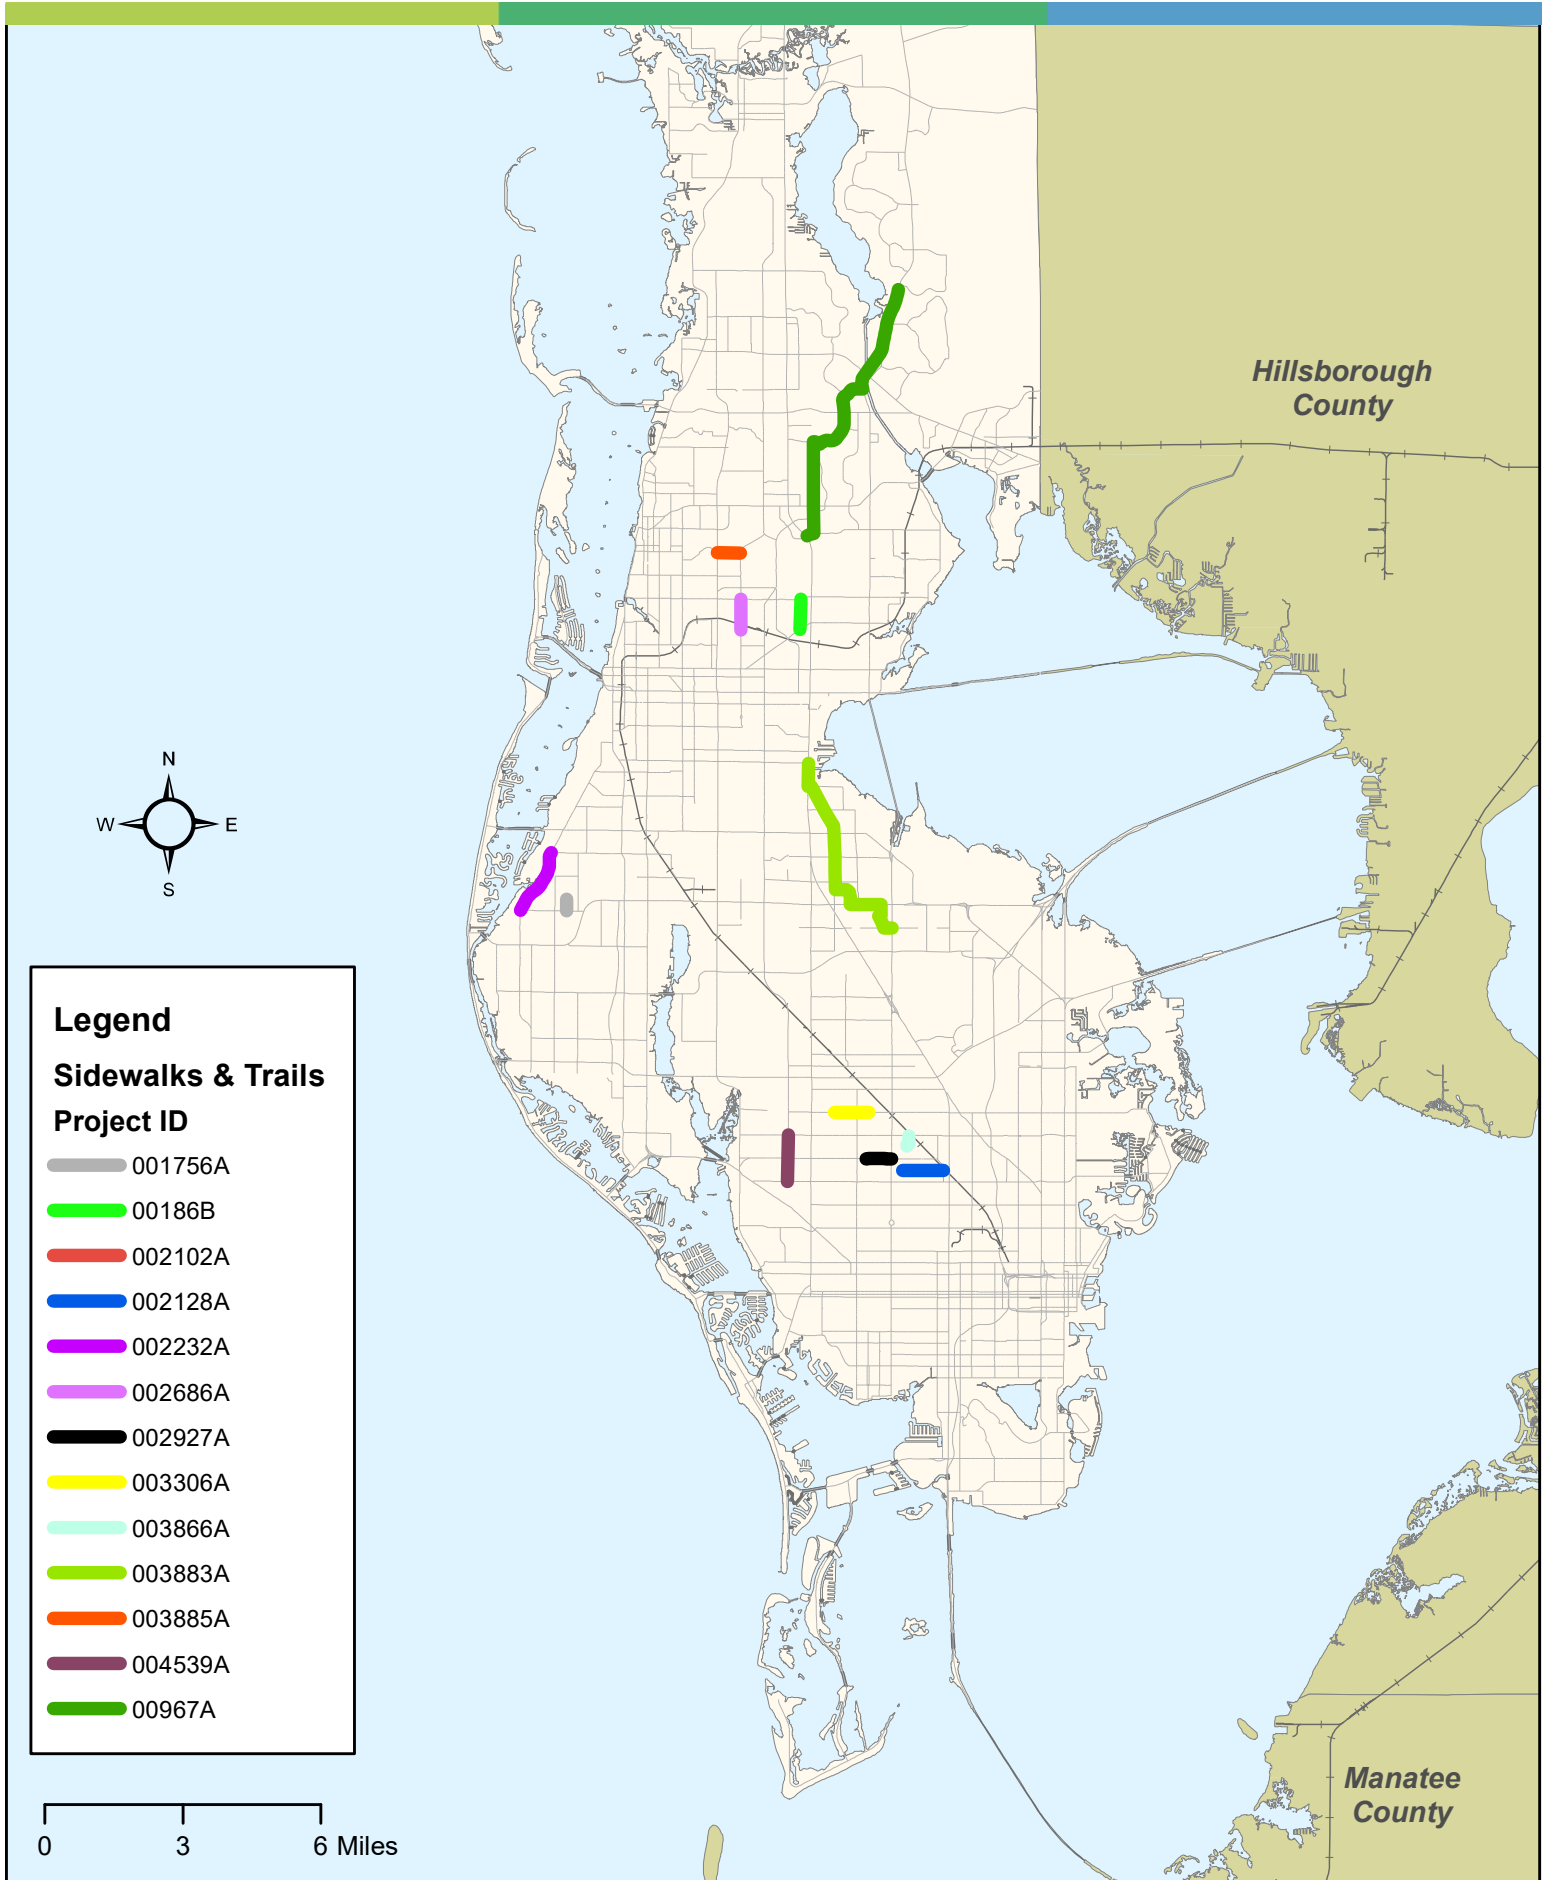 Hillsborough
County
N
W
E
S
Legend
Sidewalks & Trails
Project ID
001756A
00186B
002102A
002128A
002232A
002686A
002927A
003306A
003866A
003883A
003885A
004539A
00967A
0 3 6 Miles
Manatee
County